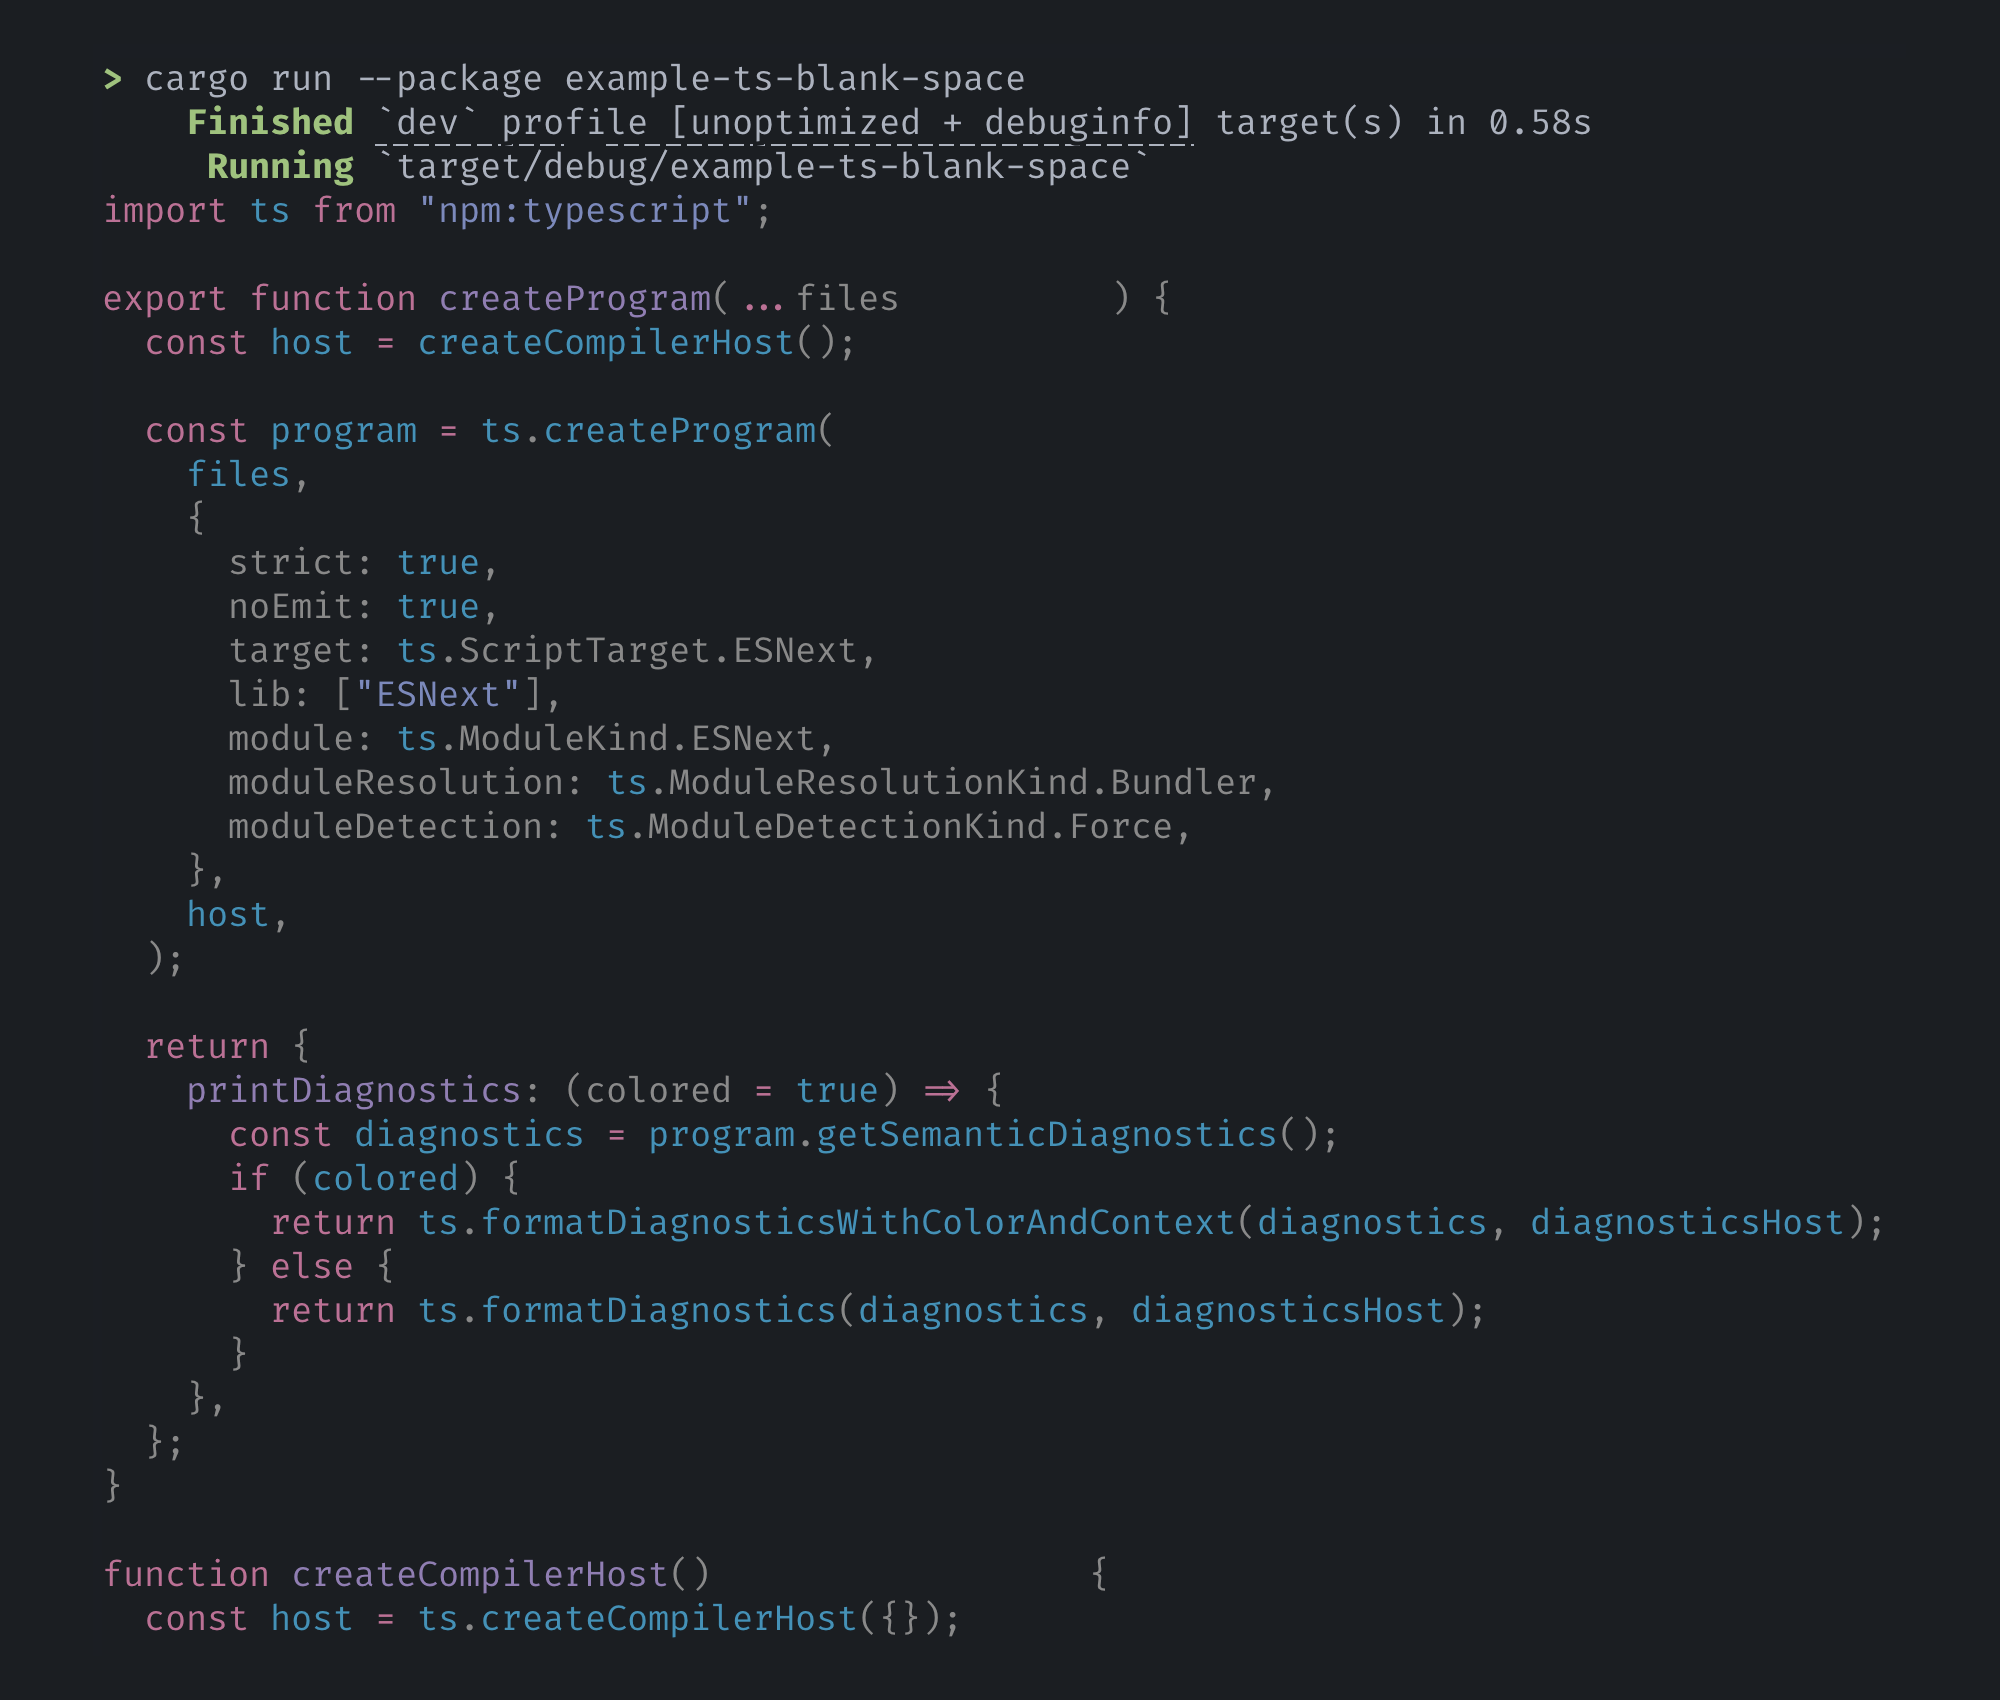 > cargo run --package example-ts-blank-space
    Finished `dev` profile [unoptimized + debuginfo] target(s) in 0.58s
     Running `target/debug/example-ts-blank-space`
import ts from "npm:typescript";

export function createProgram(...files          ) {
  const host = createCompilerHost();

  const program = ts.createProgram(
    files,
    {
      strict: true,
      noEmit: true,
      target: ts.ScriptTarget.ESNext,
      lib: ["ESNext"],
      module: ts.ModuleKind.ESNext,
      moduleResolution: ts.ModuleResolutionKind.Bundler,
      moduleDetection: ts.ModuleDetectionKind.Force,
    },
    host,
  );

  return {
    printDiagnostics: (colored = true) => {
      const diagnostics = program.getSemanticDiagnostics();
      if (colored) {
        return ts.formatDiagnosticsWithColorAndContext(diagnostics, diagnosticsHost);
      } else {
        return ts.formatDiagnostics(diagnostics, diagnosticsHost);
      }
    },
  };
}

function createCompilerHost()                  {
  const host = ts.createCompilerHost({});